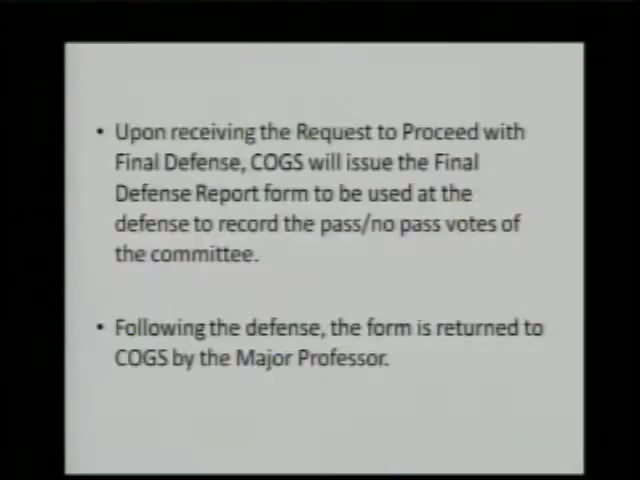 • Upon receiving the Request to Proceed with
Final Defense, COGS will issue the Final
Defense Report form to be used at the
defense to record the pass/no pass votes of
the committee.
• Following the defense, the form is returned to
COGS by the Major Professor.